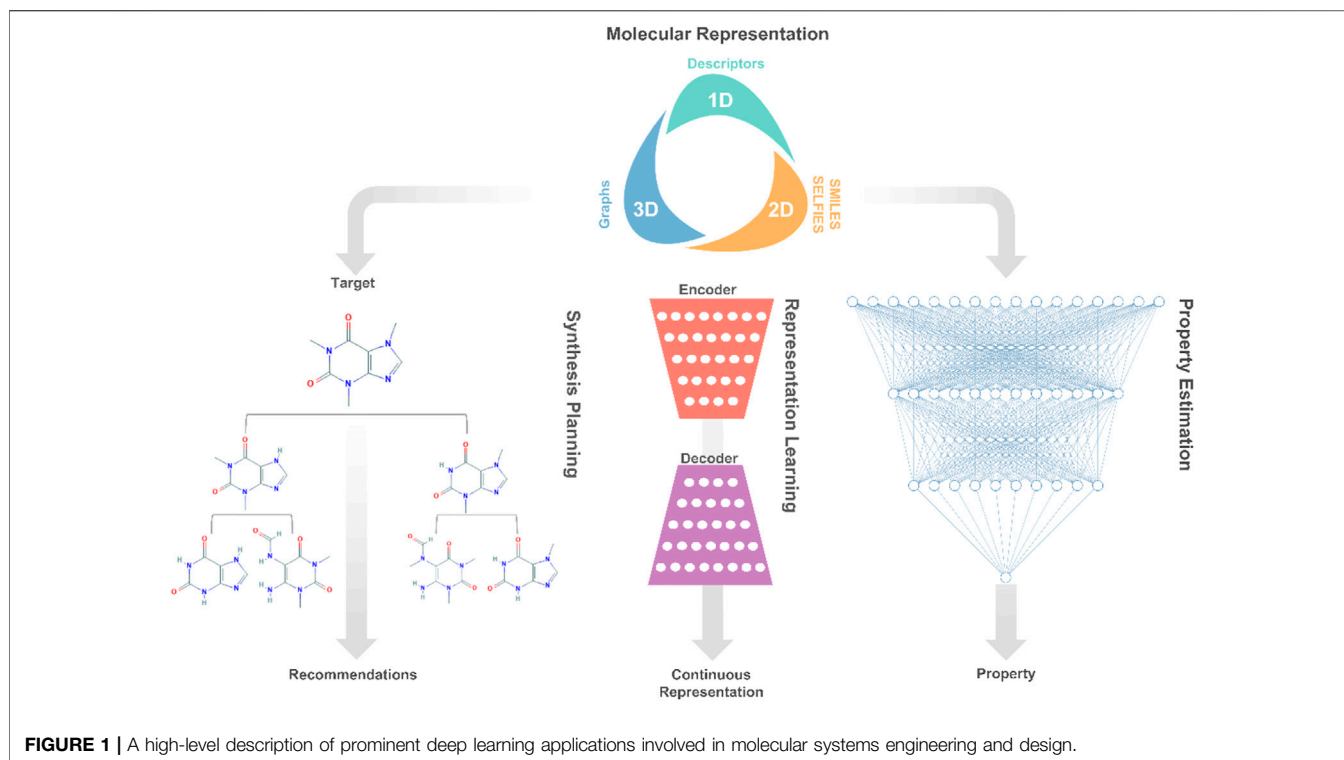 Molecular Representation
Descriptors
1D
Graphs
3D
2D
SMILES
SELFIES
Target
Synthesis Planning
Encoder
Decoder
Representation Learning
Property Estimation
O
N
N
O
N
N
O
H
N
N
O
N
N
O
H
N
N
O
N
N
O
H
H
N
N
O
N
N
H
O
H
N
H
O
N
N
O
H
N
H
O
H
N
O
N
N
O
N
H
H
O
H
N
N
O
N
N
Recommendations
Continuous
Representation
Property
FIGURE 1 | A high-level description of prominent deep learning applications involved in molecular systems engineering and design.